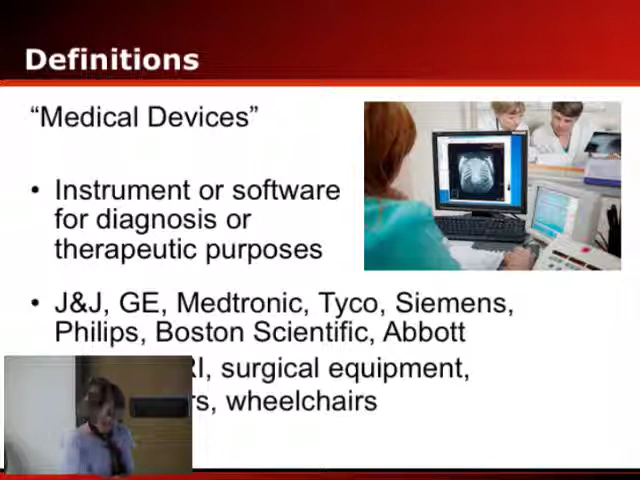 Definitions
“Medical Devices”
• Instrument or software
for diagnosis or
therapeutic purposes
• J&J, GE, Medtronic, Tyco, Siemens,
Philips, Boston Scientific, Abbott
surgical equipment,
wheelchairs